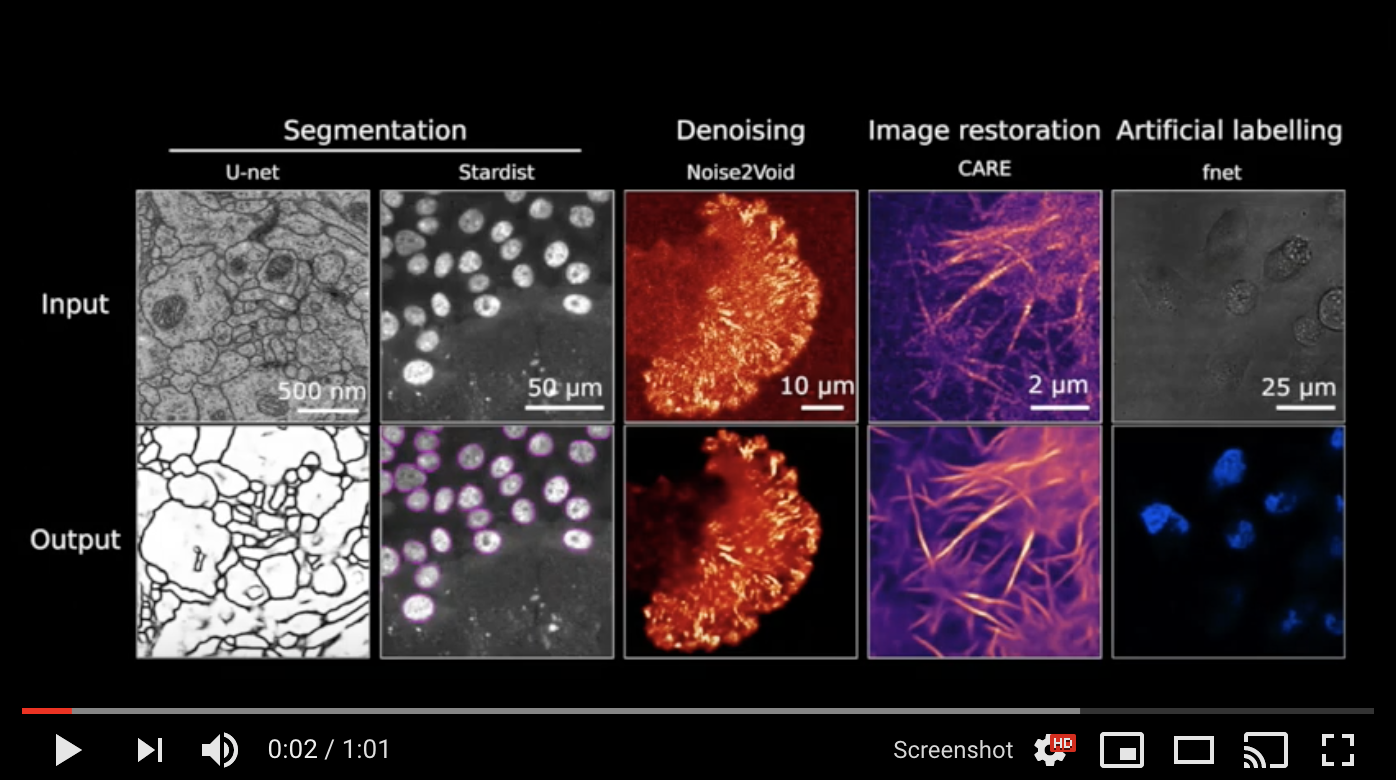 Segmentation
Denoising
Image restoration
Artificial labelling
U-net
Stardist
Noise2Void
CARE
fnet
Input
500 nm
50 µm
10 µm
2 µm
25 µm
Output
0:02 / 1:01
Screenshot
HD